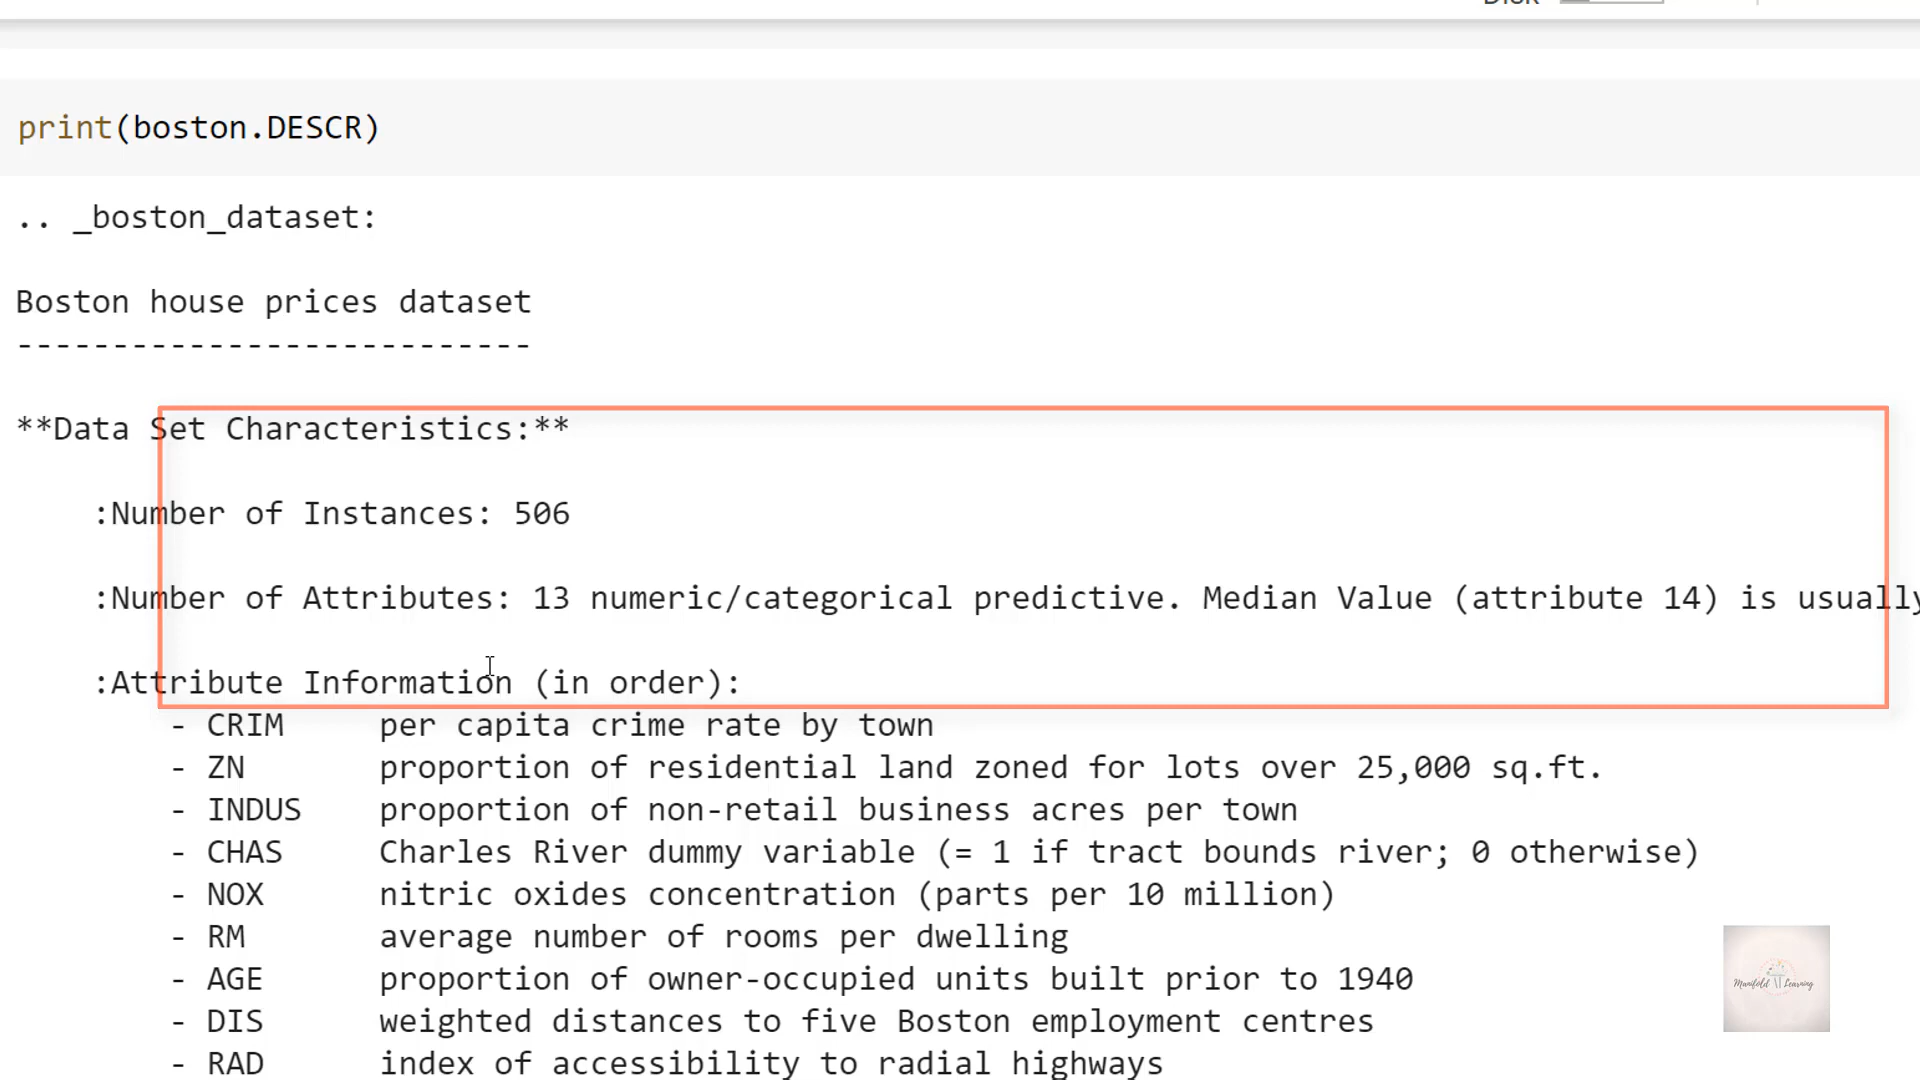 Disk
print(boston.DESCR)
.. _boston_dataset:
Boston house prices dataset
---------------------------
**Data Set Characteristics:**
:Number of Instances: 506
:Number of Attributes: 13 numeric/categorical predictive. Median Value (attribute 14) is usually
:Attribute Information (in order):
- CRIM per capita crime rate by town
- ZN proportion of residential land zoned for lots over 25,000 sq.ft.
- INDUS proportion of non-retail business acres per town
- CHAS Charles River dummy variable (= 1 if tract bounds river; 0 otherwise)
- NOX nitric oxides concentration (parts per 10 million)
- RM average number of rooms per dwelling
- AGE proportion of owner-occupied units built prior to 1940
- DIS weighted distances to five Boston employment centres
- RAD index of accessibility to radial highways
Manifold Learning